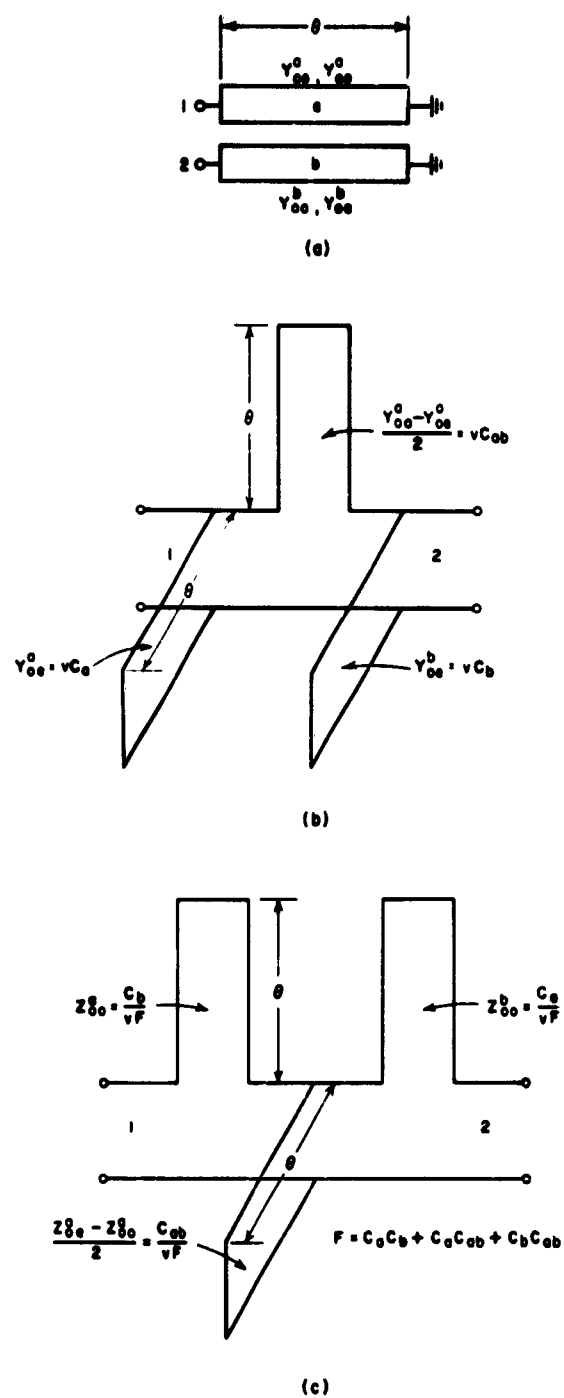 θ
Y^a_oo, Y^a_oe
1 a
2 b
Y^b_oo, Y^b_oe
(a)
θ
(Y^a_oo − Y^a_oe)/2 = vC_ab
1 2
θ
Y^a_oe = vC_a
Y^b_oe = vC_b
(b)
Z^a_oo = C_b/vF
θ
Z^b_oo = C_a/vF
1 2
θ
(Z^a_oe − Z^a_oo)/2 = C_ab/vF
F = C_aC_b + C_aC_ab + C_bC_ab
(c)